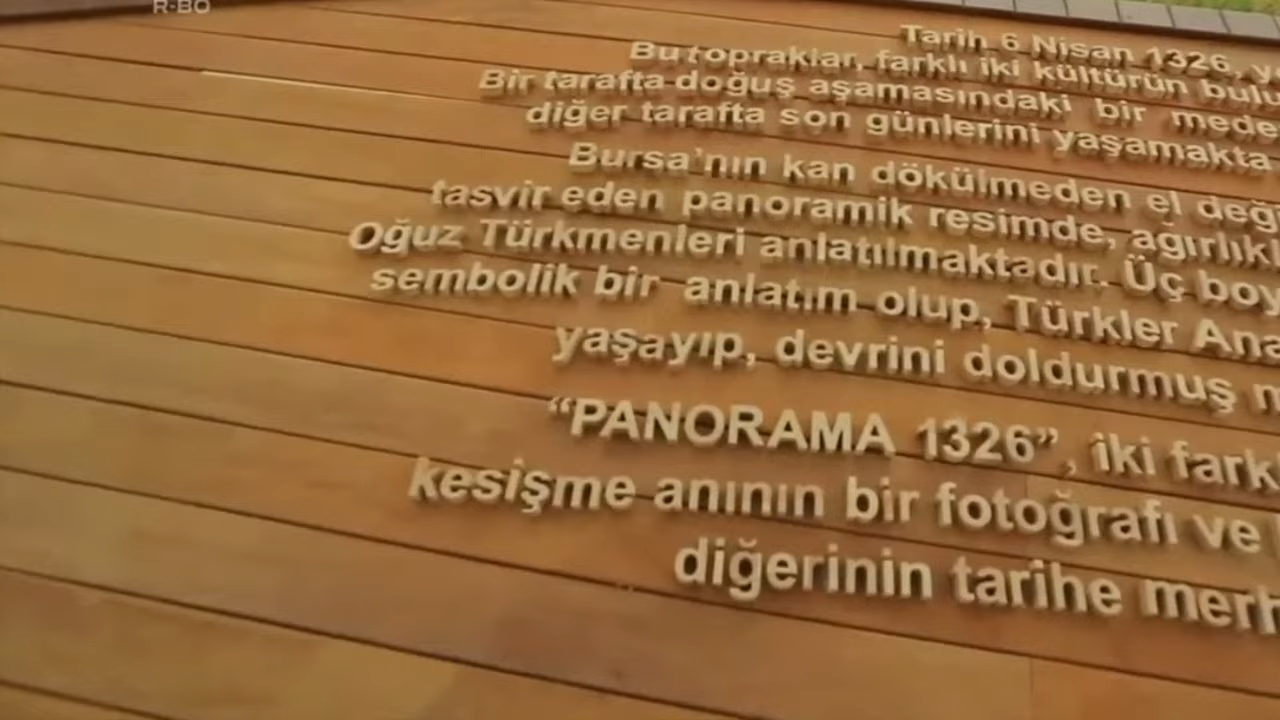 R-BO
Tarih 6 Nisan 1326,
Bu topraklar, farklı iki kültürün
Bir tarafta doğuş aşamasındaki bir
diğer tarafta son günlerini yaşamakta
Bursa'nın kan dökülmeden el
tasvir eden panoramik resimde,
Oğuz Türkmenleri anlatılmaktadır. Üç
sembolik bir anlatım olup, Türkler
yaşayıp, devrini doldurmuş
“PANORAMA 1326”, iki
kesişme anının bir fotoğrafı ve
diğerinin tarihe